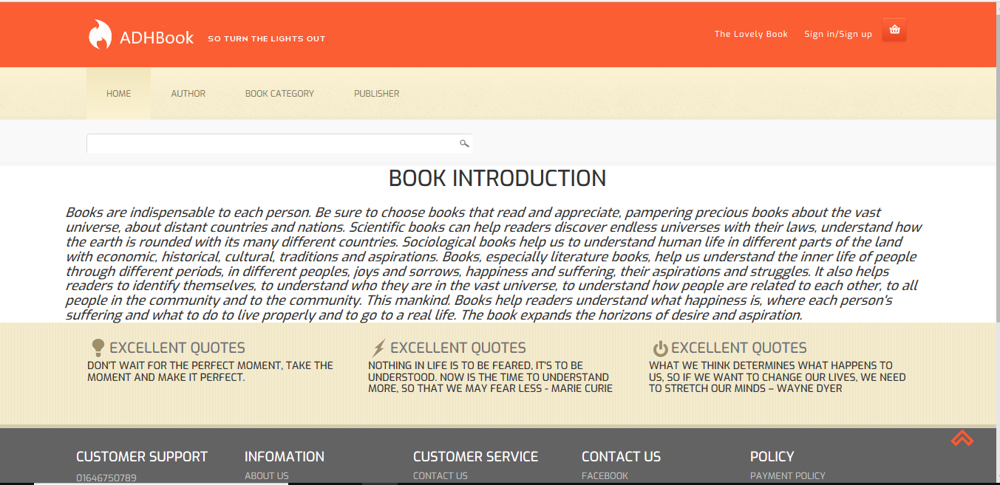 ADHBook SO TURN THE LIGHTS OUT The Lovely Book Sign in/Sign up
HOME AUTHOR BOOK CATEGORY PUBLISHER
BOOK INTRODUCTION
Books are indispensable to each person. Be sure to choose books that read and appreciate, pampering precious books about the vast
universe, about distant countries and nations. Scientific books can help readers discover endless universes with their laws, understand how
the earth is rounded with its many different countries. Sociological books help us to understand human life in different parts of the land
with economic, historical, cultural, traditions and aspirations. Books, especially literature books, help us understand the inner life of people
through different periods, in different peoples, joys and sorrows, happiness and suffering, their aspirations and struggles. It also helps
readers to identify themselves, to understand who they are in the vast universe, to understand how people are related to each other, to all
people in the community and to the community. This mankind. Books help readers understand what happiness is, where each person's
suffering and what to do to live properly and to go to a real life. The book expands the horizons of desire and aspiration.
EXCELLENT QUOTES
DON'T WAIT FOR THE PERFECT MOMENT, TAKE THE
MOMENT AND MAKE IT PERFECT.
EXCELLENT QUOTES
NOTHING IN LIFE IS TO BE FEARED, IT'S TO BE
UNDERSTOOD. NOW IS THE TIME TO UNDERSTAND
MORE, SO THAT WE MAY FEAR LESS - MARIE CURIE
EXCELLENT QUOTES
WHAT WE THINK DETERMINES WHAT HAPPENS TO
US, SO IF WE WANT TO CHANGE OUR LIVES, WE NEED
TO STRETCH OUR MINDS – WAYNE DYER
CUSTOMER SUPPORT
01646750789
INFOMATION
ABOUT US
CUSTOMER SERVICE
CONTACT US
CONTACT US
FACEBOOK
POLICY
PAYMENT POLICY